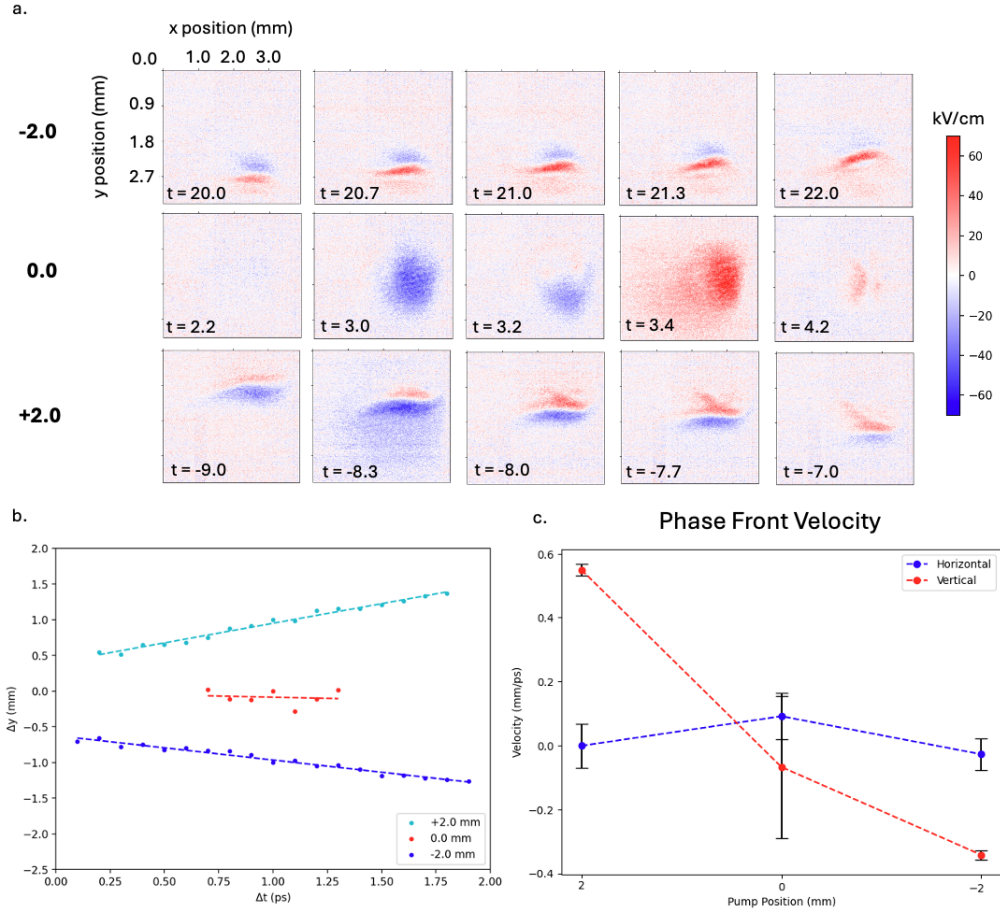 a.
x position (mm)
0.0 1.0 2.0 3.0
y position (mm)
0.9
1.8
2.7
-2.0
t = 20.0
t = 20.7
t = 21.0
t = 21.3
t = 22.0
0.0
t = 2.2
t = 3.0
t = 3.2
t = 3.4
t = 4.2
+2.0
t = -9.0
t = -8.3
t = -8.0
t = -7.7
t = -7.0
kV/cm
60
40
20
0
−20
−40
−60
b.
2.0
1.5
1.0
0.5
0.0
−0.5
−1.0
−1.5
−2.0
−2.5
Δy (mm)
0.00 0.25 0.50 0.75 1.00 1.25 1.50 1.75 2.00
Δt (ps)
+2.0 mm
0.0 mm
-2.0 mm
c.
Phase Front Velocity
Horizontal
Vertical
0.6
0.4
0.2
0.0
−0.2
−0.4
Velocity (mm/ps)
2 0 −2
Pump Position (mm)